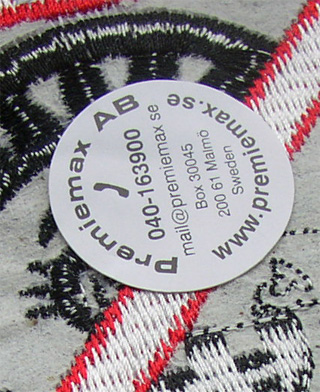 Premiemax AB
040-163900
mail@premiemax se
Box 30045
200 61 Malmö
Sweden
www.premiemax.se